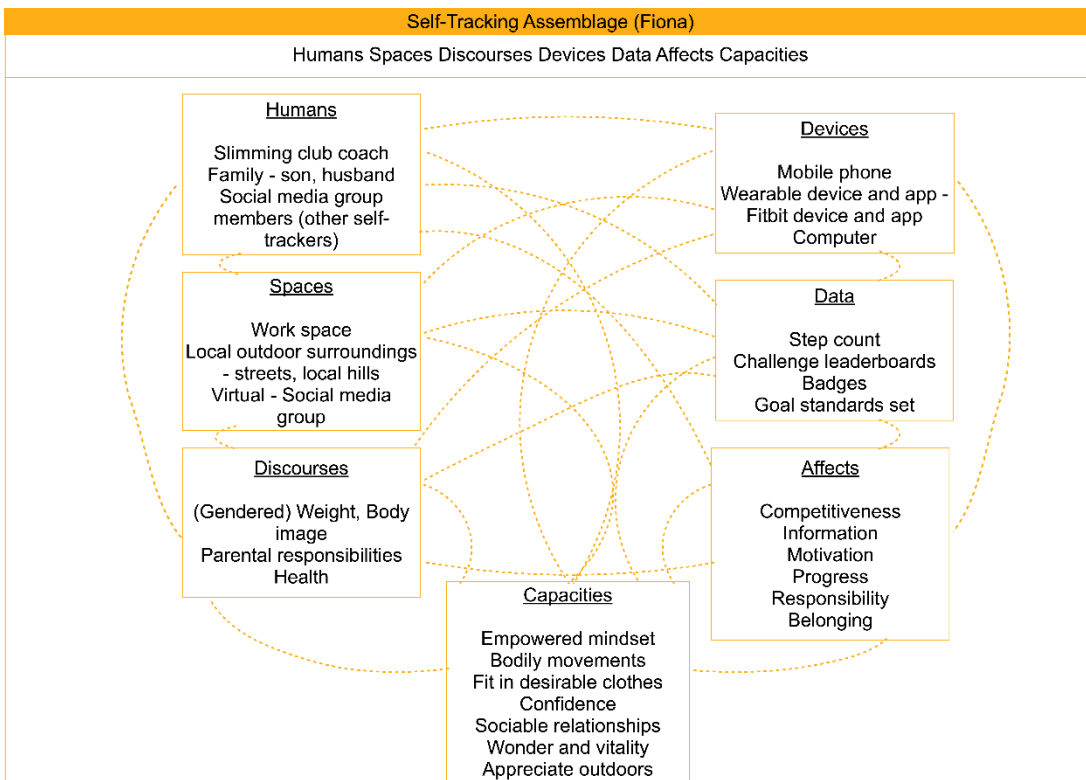 Self-Tracking Assemblage (Fiona)
Humans Spaces Discourses Devices Data Affects Capacities
Humans
Slimming club coach
Family - son, husband
Social media group
members (other self-
trackers)
Spaces
Work space
Local outdoor surroundings
- streets, local hills
Virtual - Social media
group
Discourses
(Gendered) Weight, Body
image
Parental responsibilities
Health
Devices
Mobile phone
Wearable device and app -
Fitbit device and app
Computer
Data
Step count
Challenge leaderboards
Badges
Goal standards set
Affects
Competitiveness
Information
Motivation
Progress
Responsibility
Belonging
Capacities
Empowered mindset
Bodily movements
Fit in desirable clothes
Confidence
Sociable relationships
Wonder and vitality
Appreciate outdoors